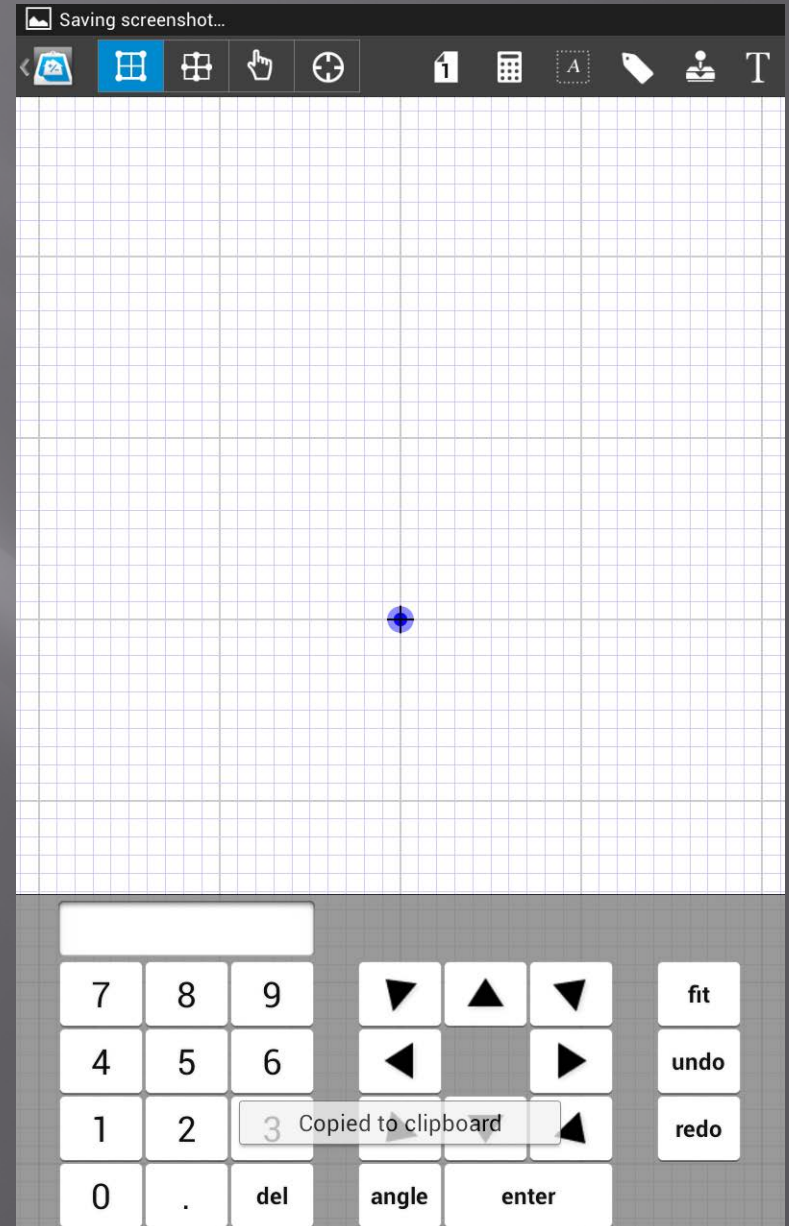 Saving screenshot...
1 A T
7 8 9 fit
4 5 6 undo
1 2 3 Copied to clipboard redo
0 . del angle enter